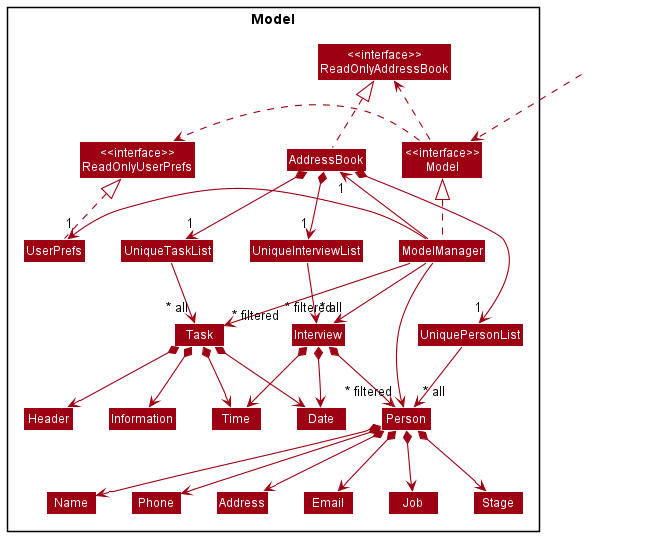 Model
<<interface>>
ReadOnlyAddressBook
<<interface>>
ReadOnlyUserPrefs
AddressBook
<<interface>>
Model
1
1
1
1
UserPrefs
UniqueTaskList
UniqueInterviewList
ModelManager
* all
* filtered
* filtered
* all
1
Task
Interview
UniquePersonList
* filtered
* all
Header
Information
Time
Date
Person
Name
Phone
Address
Email
Job
Stage